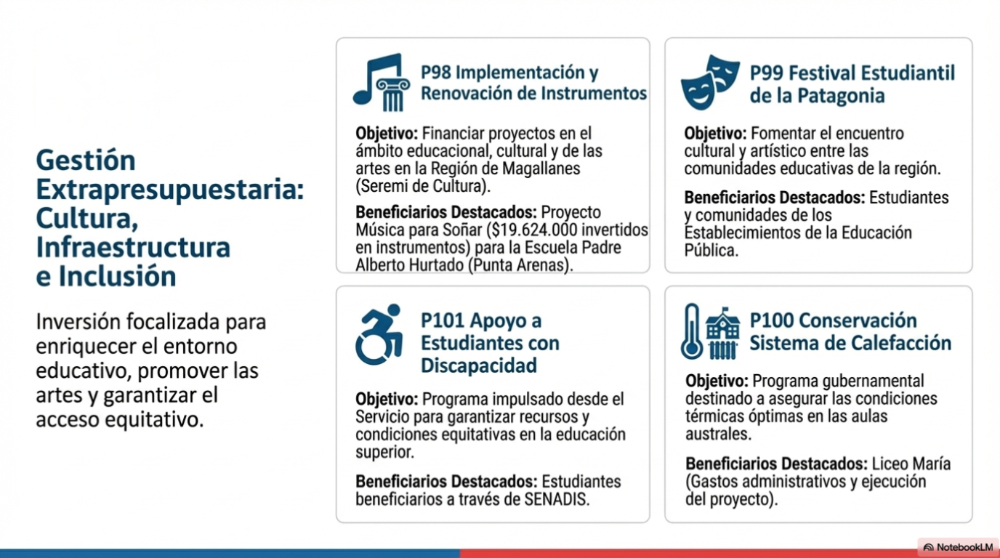 Gestión
Extrapresupuestaria:
Cultura,
Infraestructura
e Inclusión
Inversión focalizada para
enriquecer el entorno
educativo, promover las
artes y garantizar el
acceso equitativo.
P98 Implementación y
Renovación de Instrumentos
Objetivo: Financiar proyectos en el
ámbito educacional, cultural y de las
artes en la Región de Magallanes
(Seremi de Cultura).
Beneficiarios Destacados: Proyecto
Música para Soñar ($19.624.000 invertidos
en instrumentos) para la Escuela Padre
Alberto Hurtado (Punta Arenas).
P99 Festival Estudiantil
de la Patagonia
Objetivo: Fomentar el encuentro
cultural y artístico entre las
comunidades educativas de la región.
Beneficiarios Destacados: Estudiantes
y comunidades de los
Establecimientos de la Educación
Pública.
P101 Apoyo a
Estudiantes con
Discapacidad
Objetivo: Programa impulsado desde el
Servicio para garantizar recursos y
condiciones equitativas en la educación
superior.
Beneficiarios Destacados: Estudiantes
beneficiarios a través de SENADIS.
P100 Conservación
Sistema de Calefacción
Objetivo: Programa gubernamental
destinado a asegurar las condiciones
térmicas óptimas en las aulas
australes.
Beneficiarios Destacados: Liceo María
(Gastos administrativos y ejecución
del proyecto).
NotebookLM